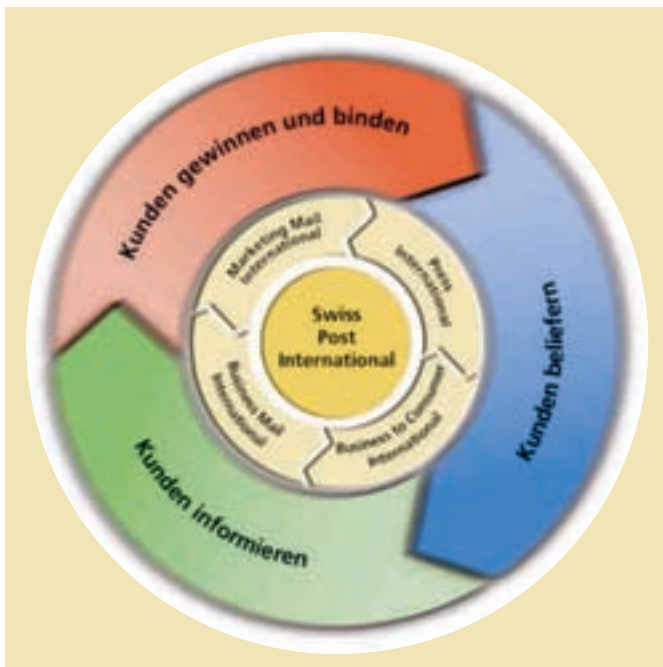 Kunden gewinnen und binden
Kunden beliefern
Kunden informieren
Marketing Mail
International
Press
International
Business to Consumer
International
Business Mail
International
Swiss
Post
International